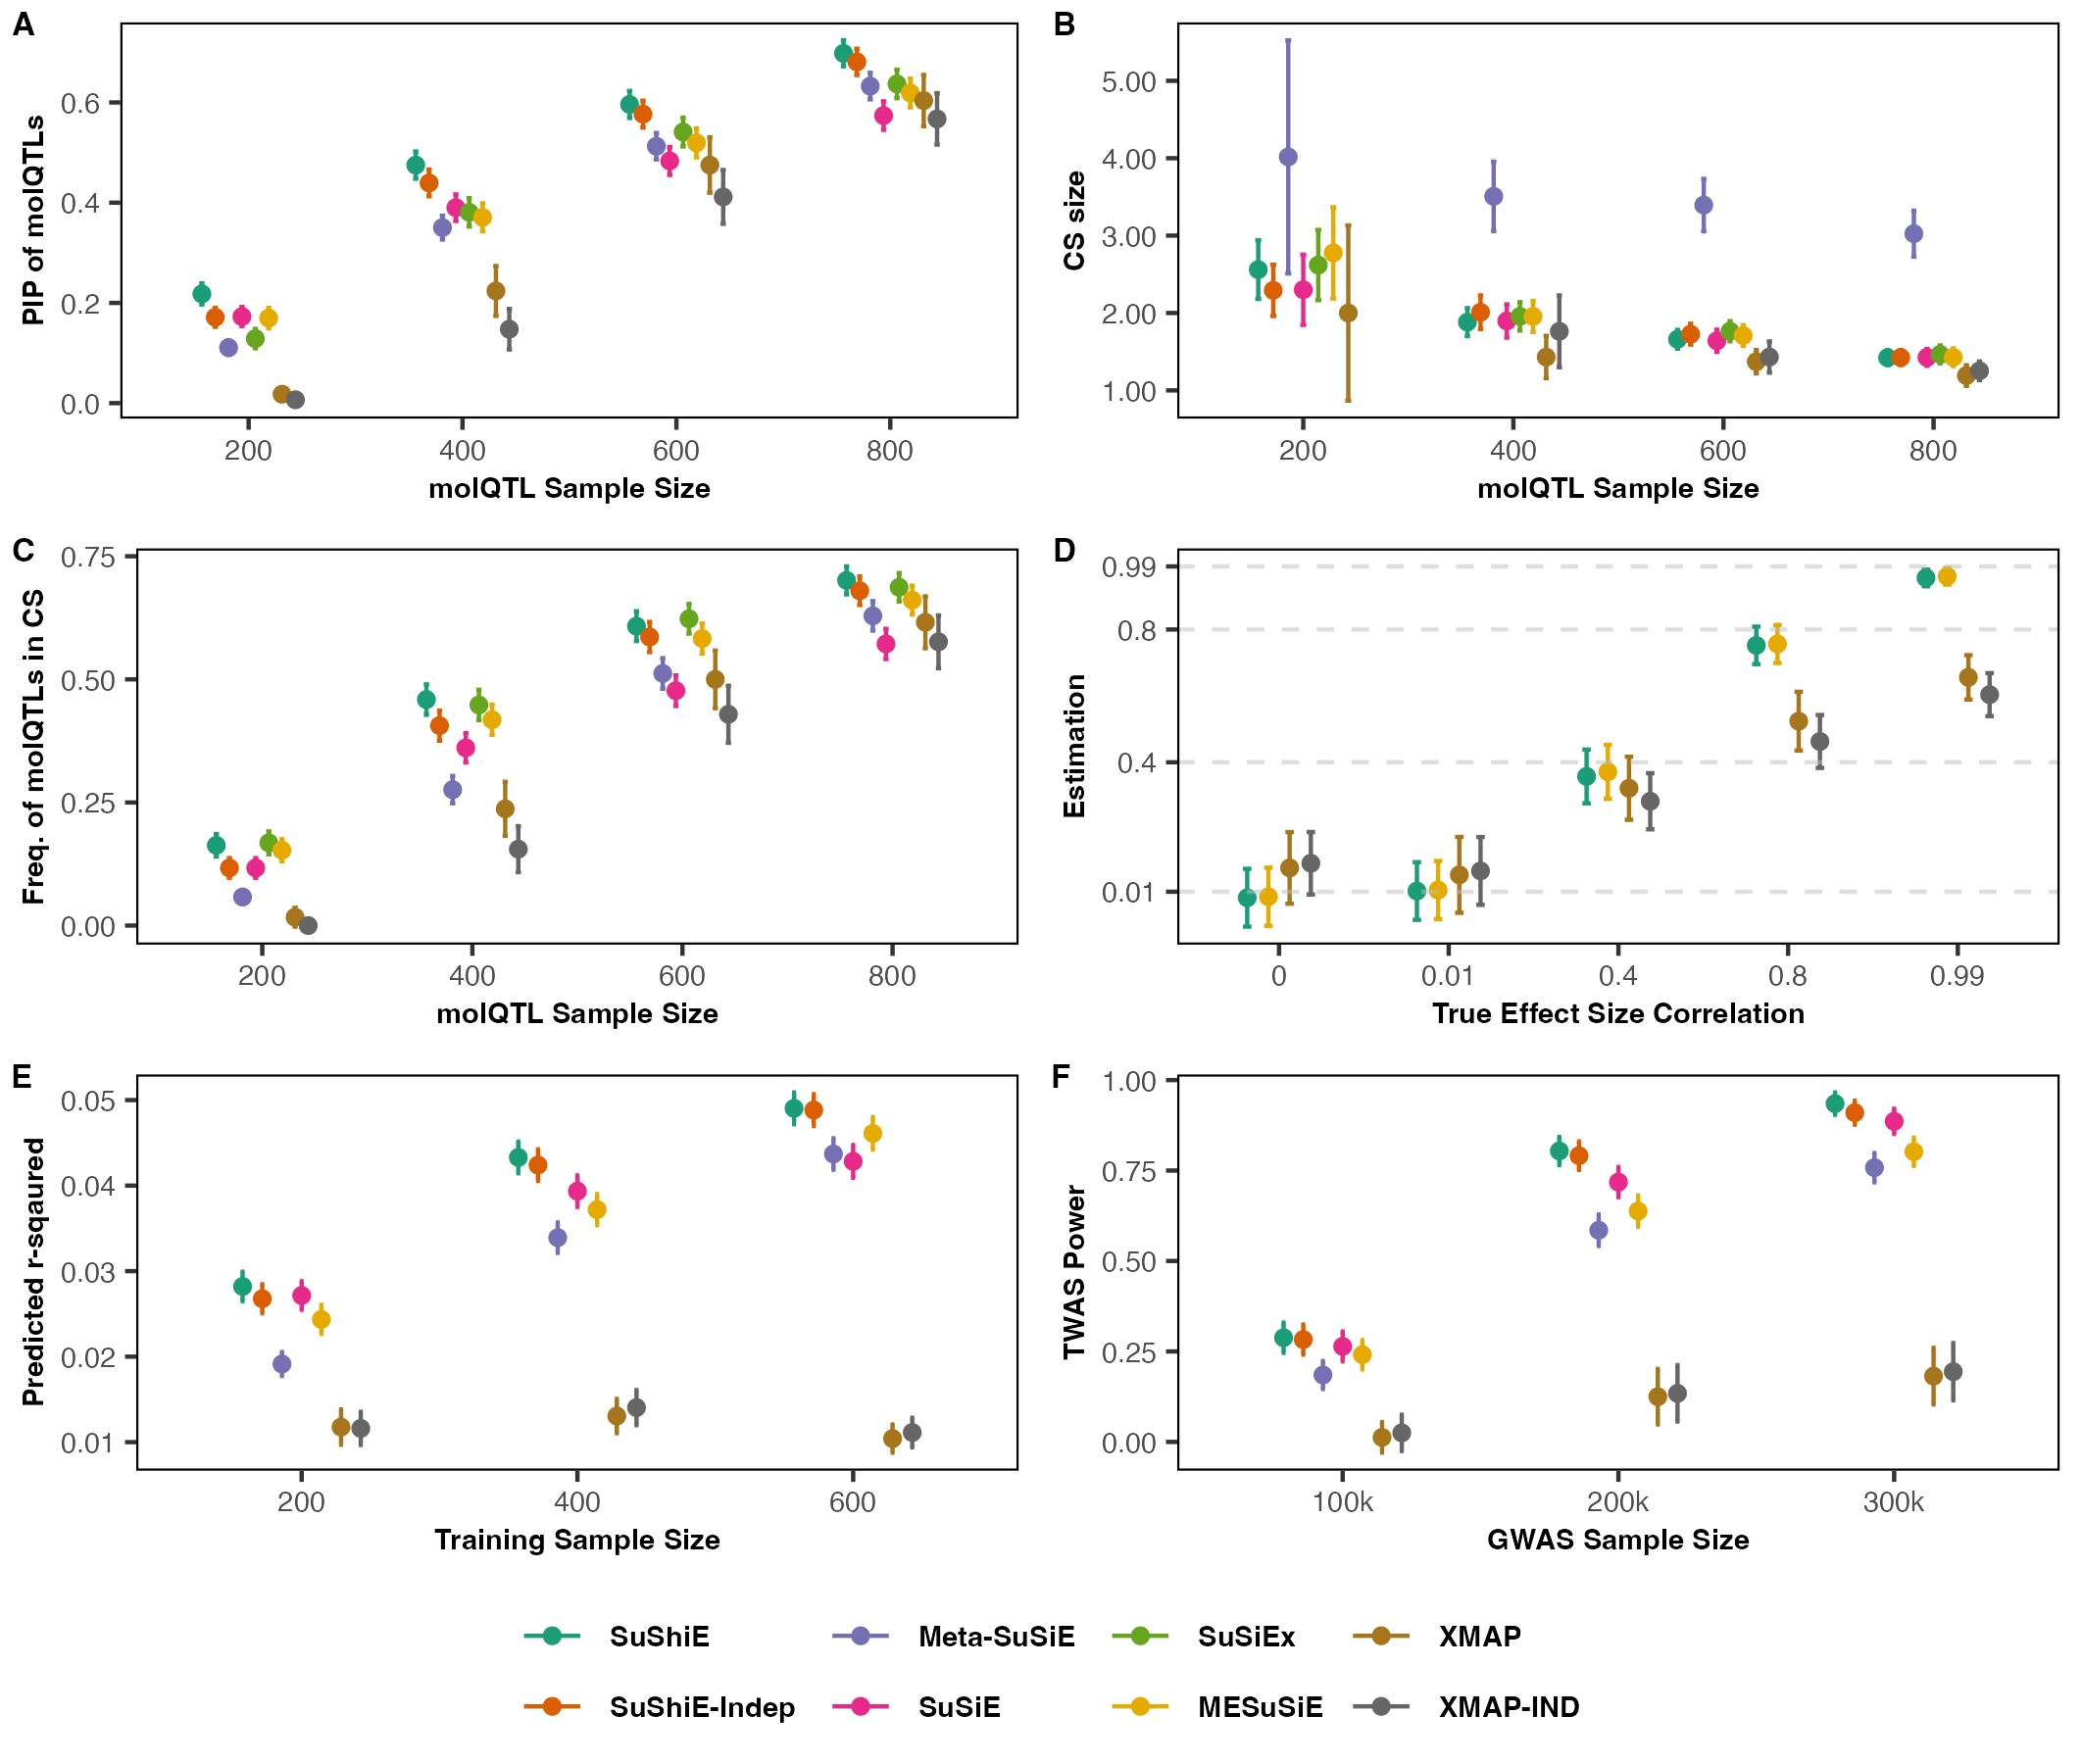 A
PIP of molQTLs
0.6
0.4
0.2
0.0
200 400 600 800
molQTL Sample Size
B
CS size
5.00
4.00
3.00
2.00
1.00
200 400 600 800
molQTL Sample Size
C
Freq. of molQTLs in CS
0.75
0.50
0.25
0.00
200 400 600 800
molQTL Sample Size
D
Estimation
0.99
0.8
0.4
0.01
0 0.01 0.4 0.8 0.99
True Effect Size Correlation
E
Predicted r-sqaured
0.05
0.04
0.03
0.02
0.01
200 400 600
Training Sample Size
F
TWAS Power
1.00
0.75
0.50
0.25
0.00
100k 200k 300k
GWAS Sample Size
SuShiE Meta-SuSiE SuSiEx XMAP
SuShiE-Indep SuSiE MESuSiE XMAP-IND